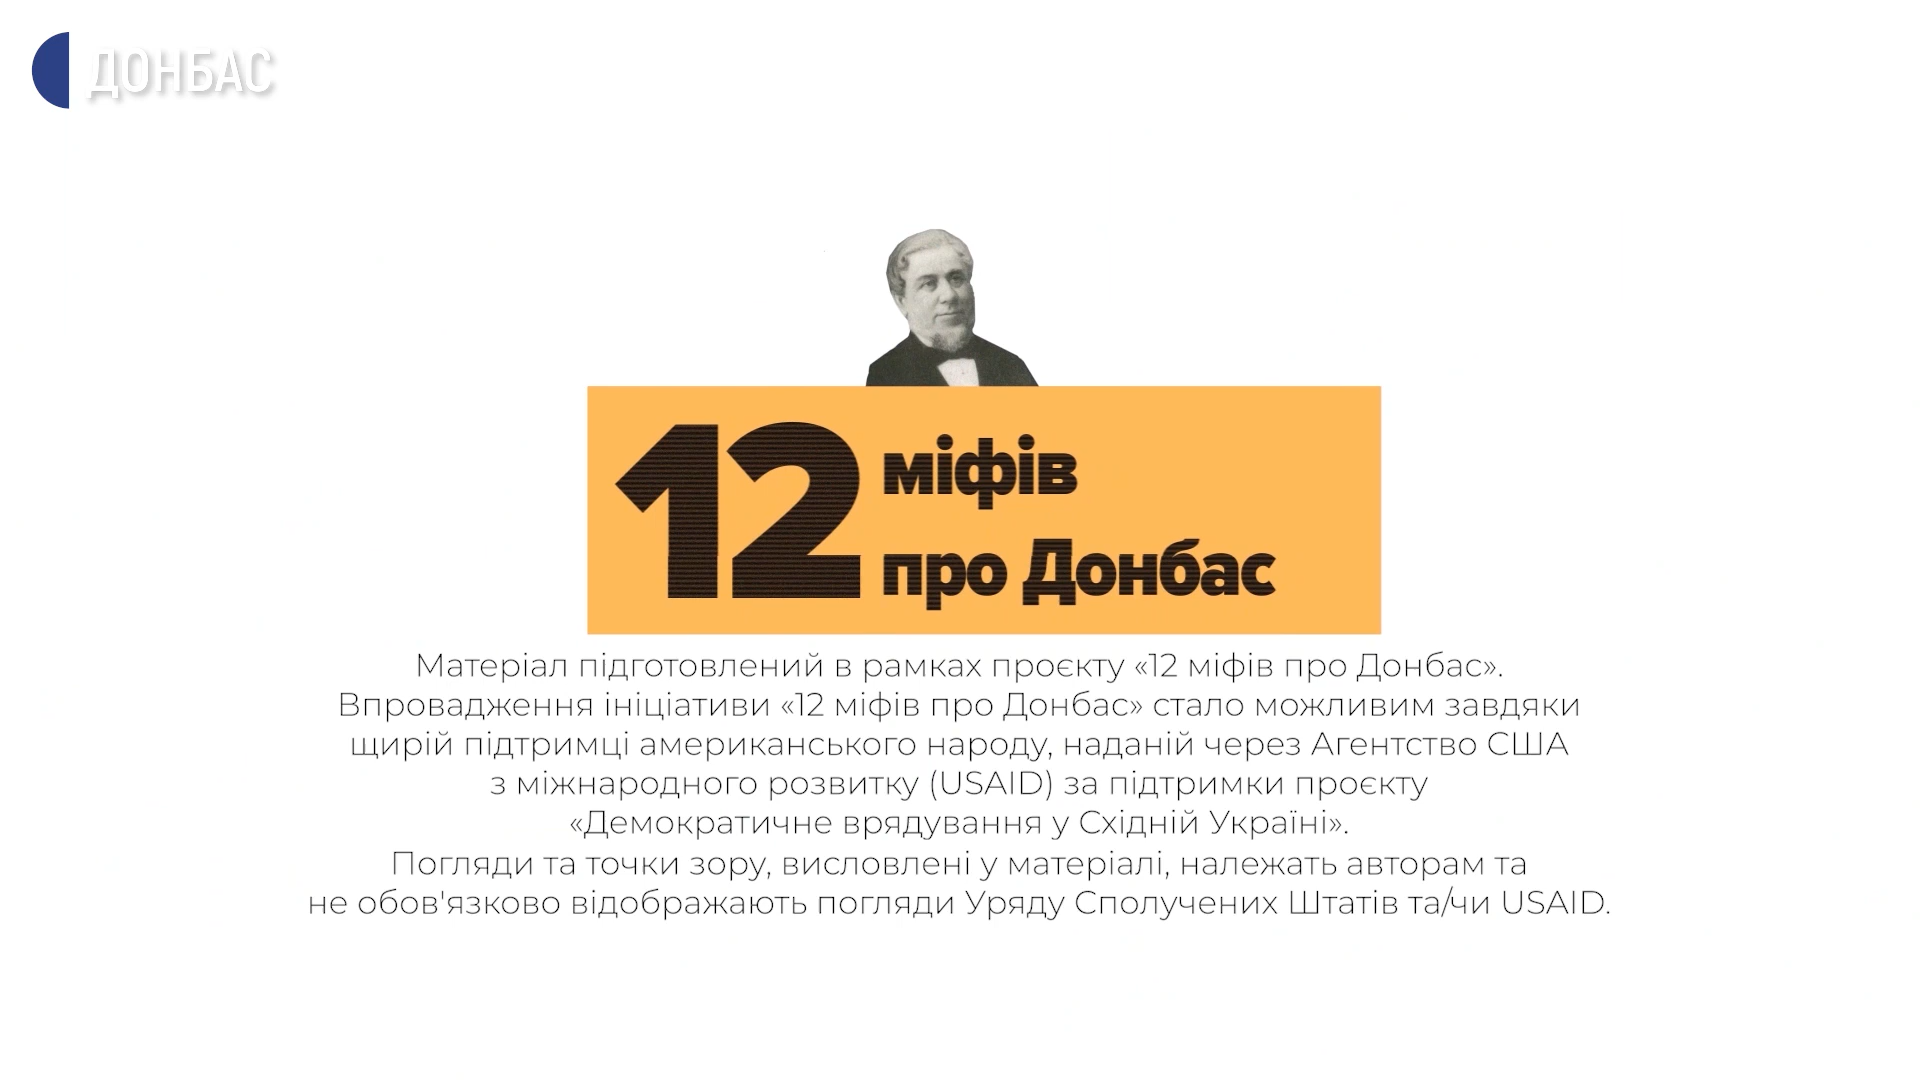 ДОНБАС
12 міфів
про Донбас
Матеріал підготовлений в рамках проєкту «12 міфів про Донбас».
Впровадження ініціативи «12 міфів про Донбас» стало можливим завдяки
щирій підтримці американського народу, наданій через Агентство США
з міжнародного розвитку (USAID) за підтримки проєкту
«Демократичне врядування у Східній Україні».
Погляди та точки зору, висловлені у матеріалі, належать авторам та
не обов'язково відображають погляди Уряду Сполучених Штатів та/чи USAID.